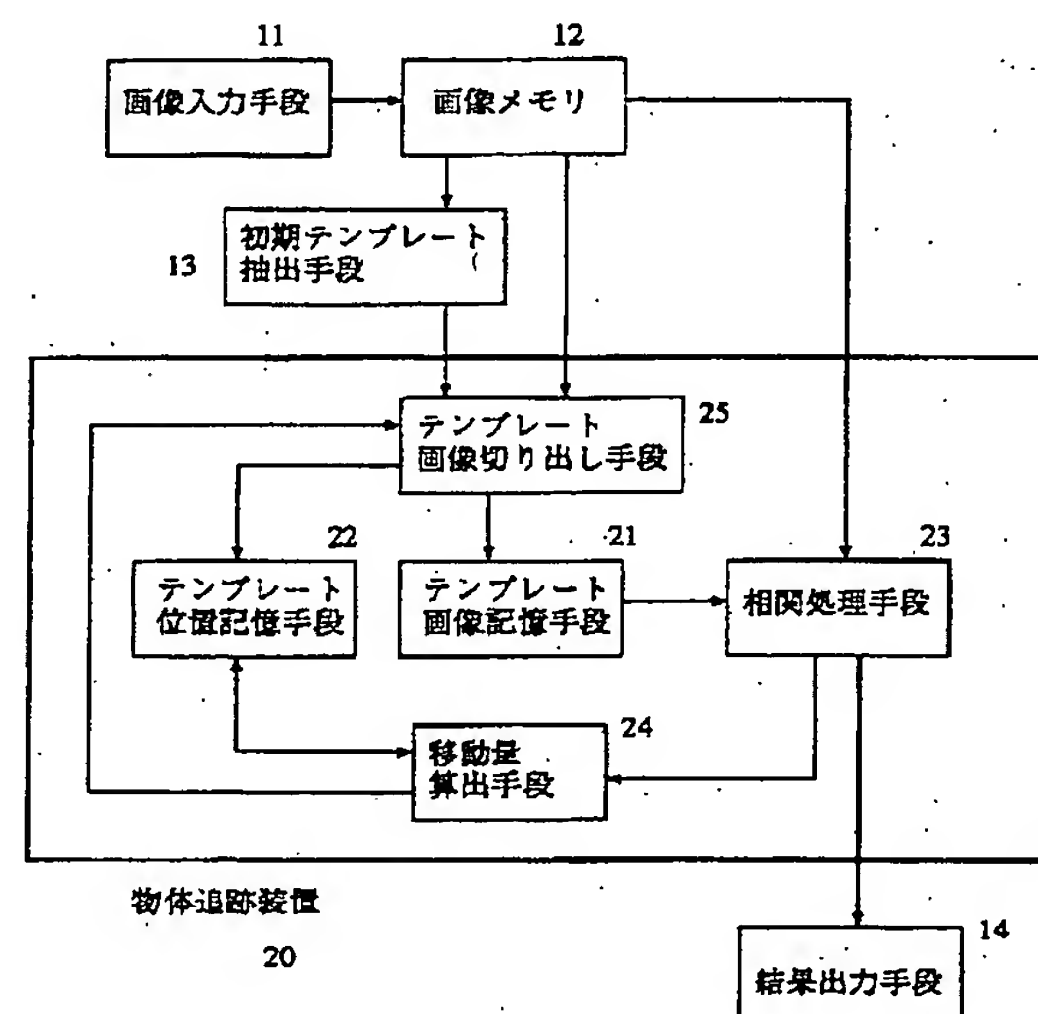 11
12
画像入力手段
画像メモリ
初期テンプレート
抽出手段
13
テンプレート
画像切り出し手段
25
22
21
23
テンプレート
位置記憶手段
テンプレート
画像記憶手段
相関処理手段
24
移動量
算出手段
物体追跡装置
20
14
結果出力手段